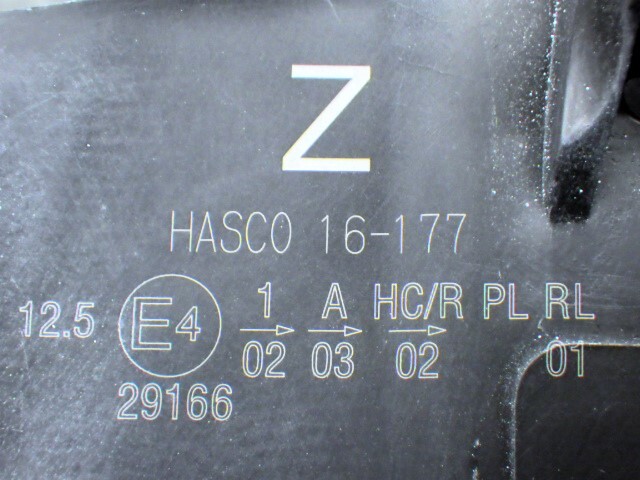 Z
HASCO 16-177
12.5 E4 1 A HC/R PL RL
→ → →
02 03 02 01
29166